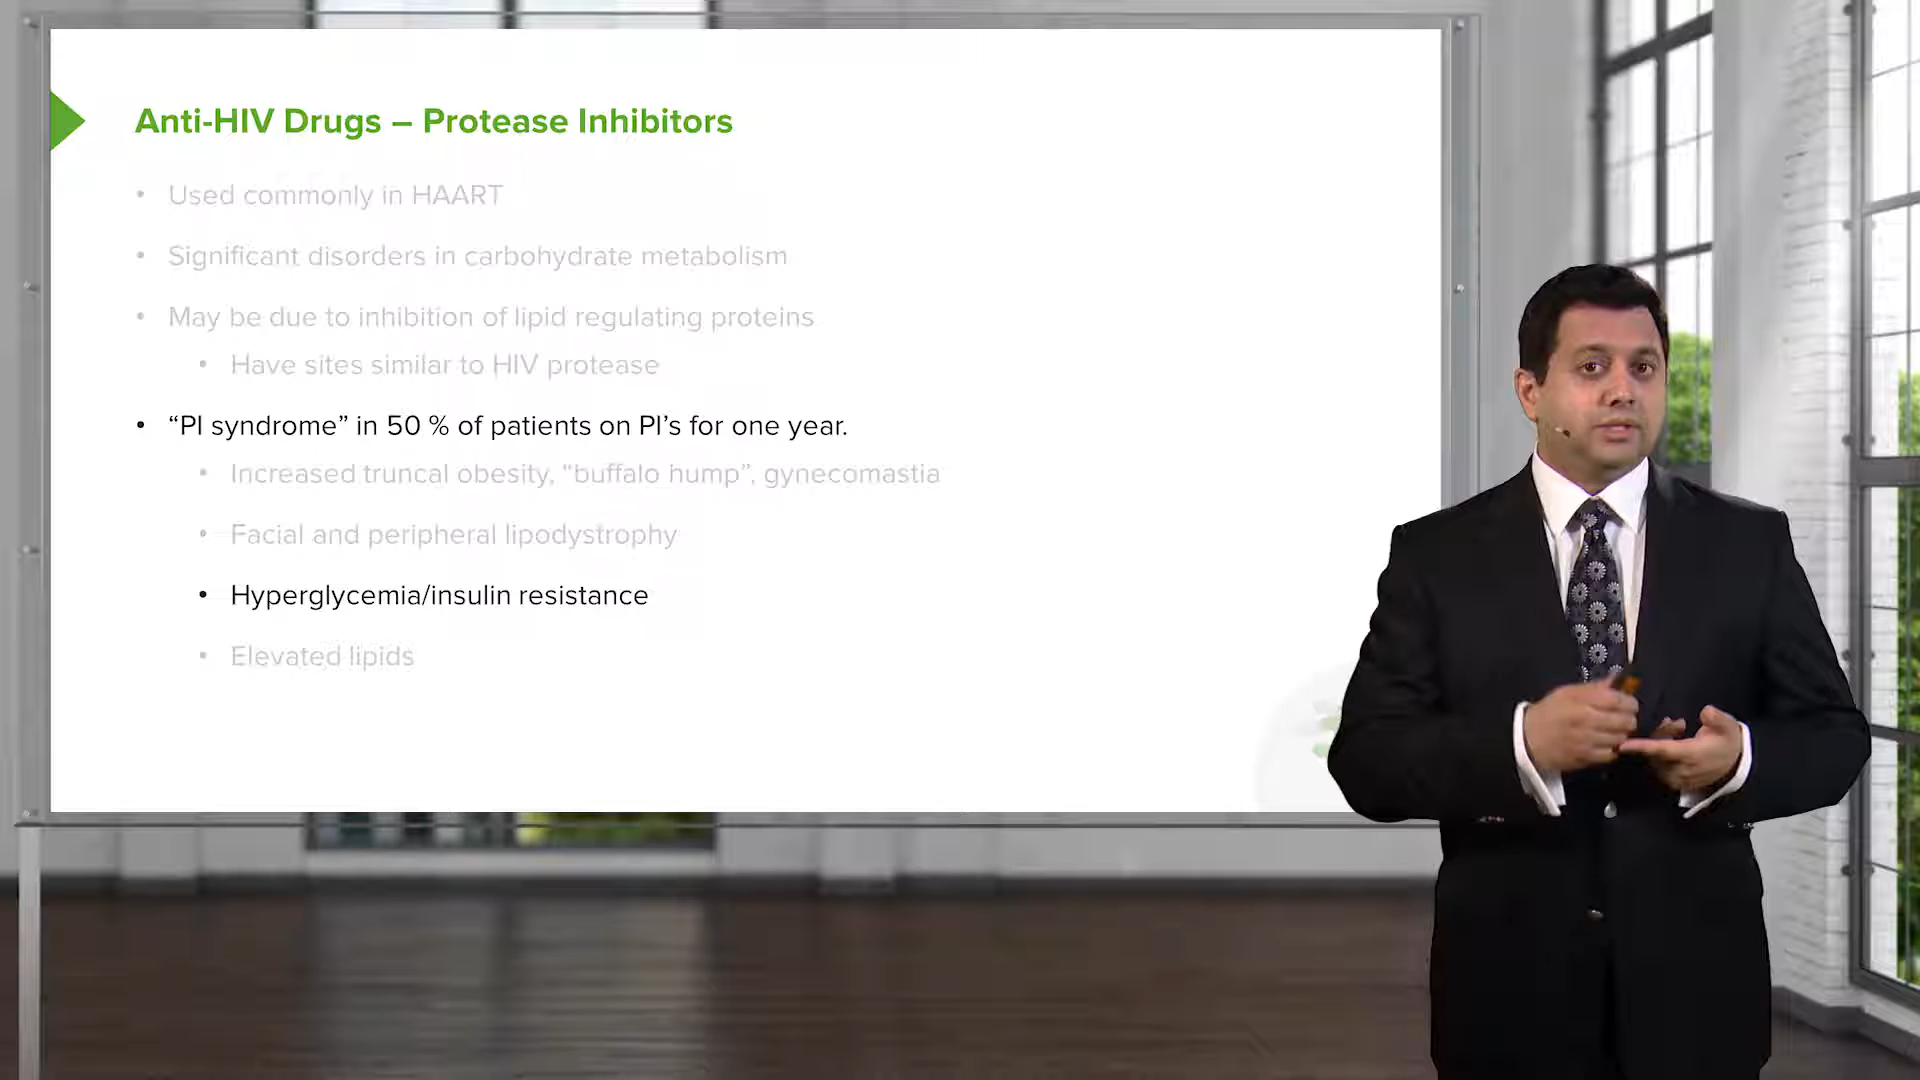 Anti-HIV Drugs – Protease Inhibitors
• Used commonly in HAART
• Significant disorders in carbohydrate metabolism
• May be due to inhibition of lipid regulating proteins
• Have sites similar to HIV protease
• “PI syndrome” in 50 % of patients on PI’s for one year.
• Increased truncal obesity, “buffalo hump”, gynecomastia
• Facial and peripheral lipodystrophy
• Hyperglycemia/insulin resistance
• Elevated lipids